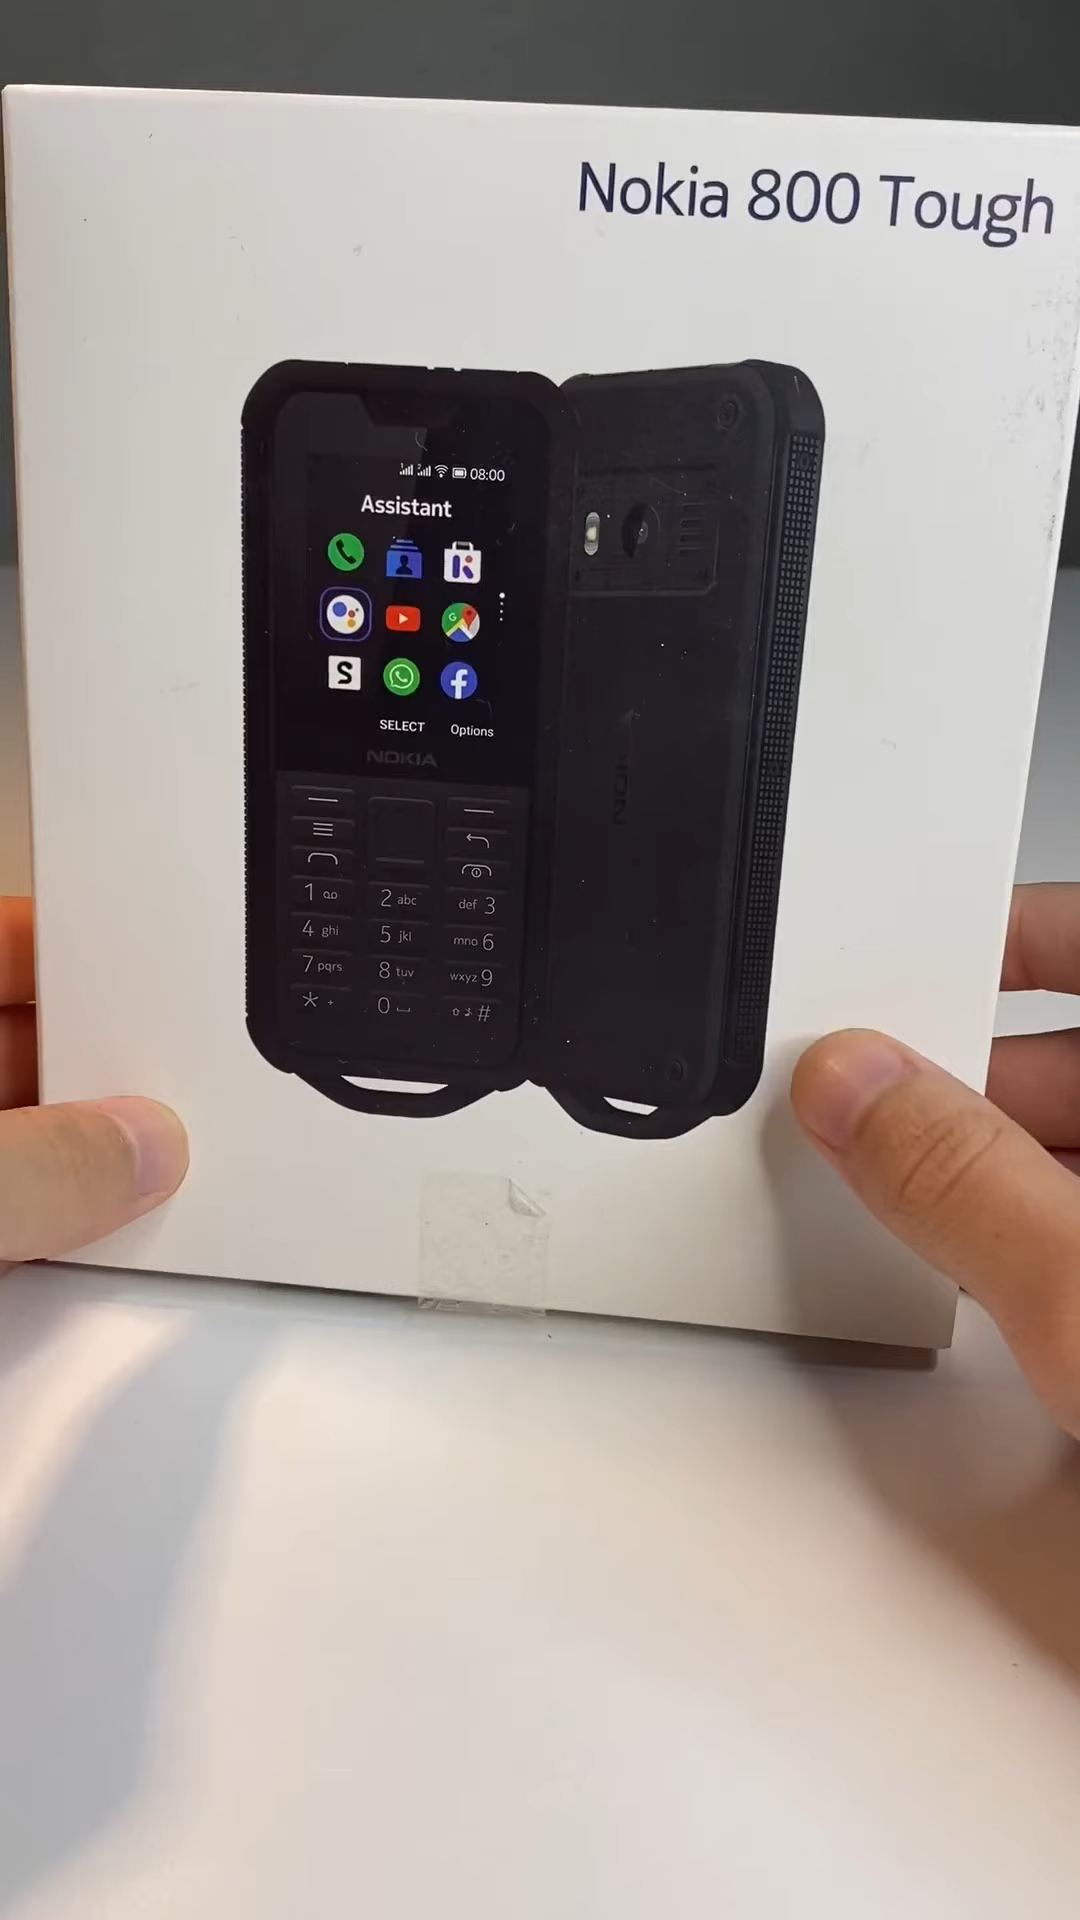 Nokia 800 Tough
08:00
Assistant
SELECT Options
NOKIA
1 2 abc def 3
4 ghi 5 jkl mno 6
7 pqrs 8 tuv wxyz 9
* + 0 #
NOKIA